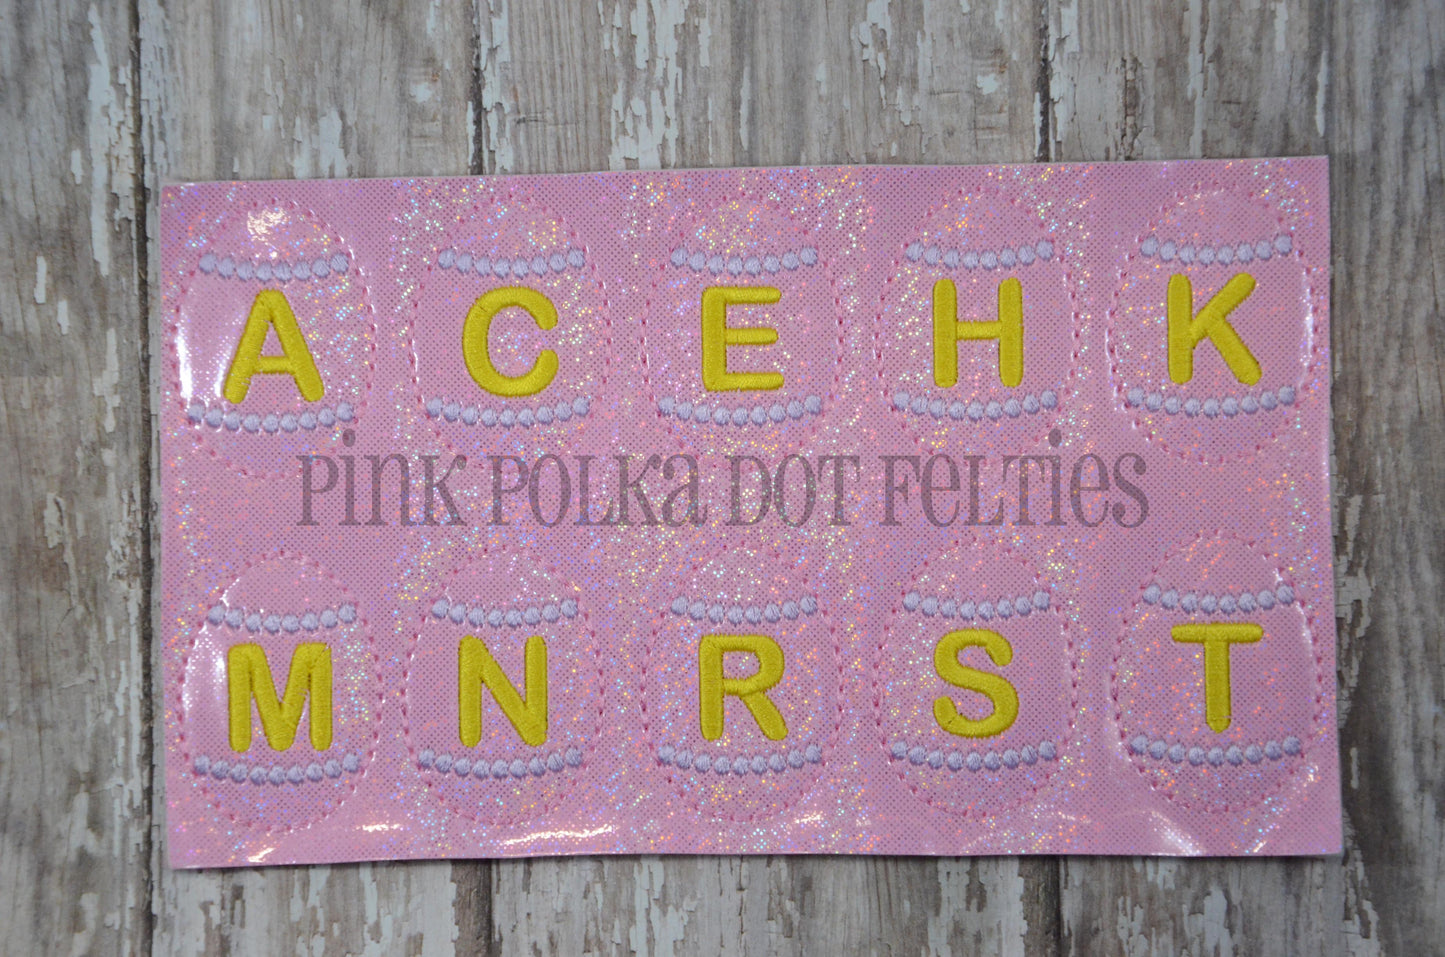 A C E H K
Pink Polka Dot Felties
M N R S T